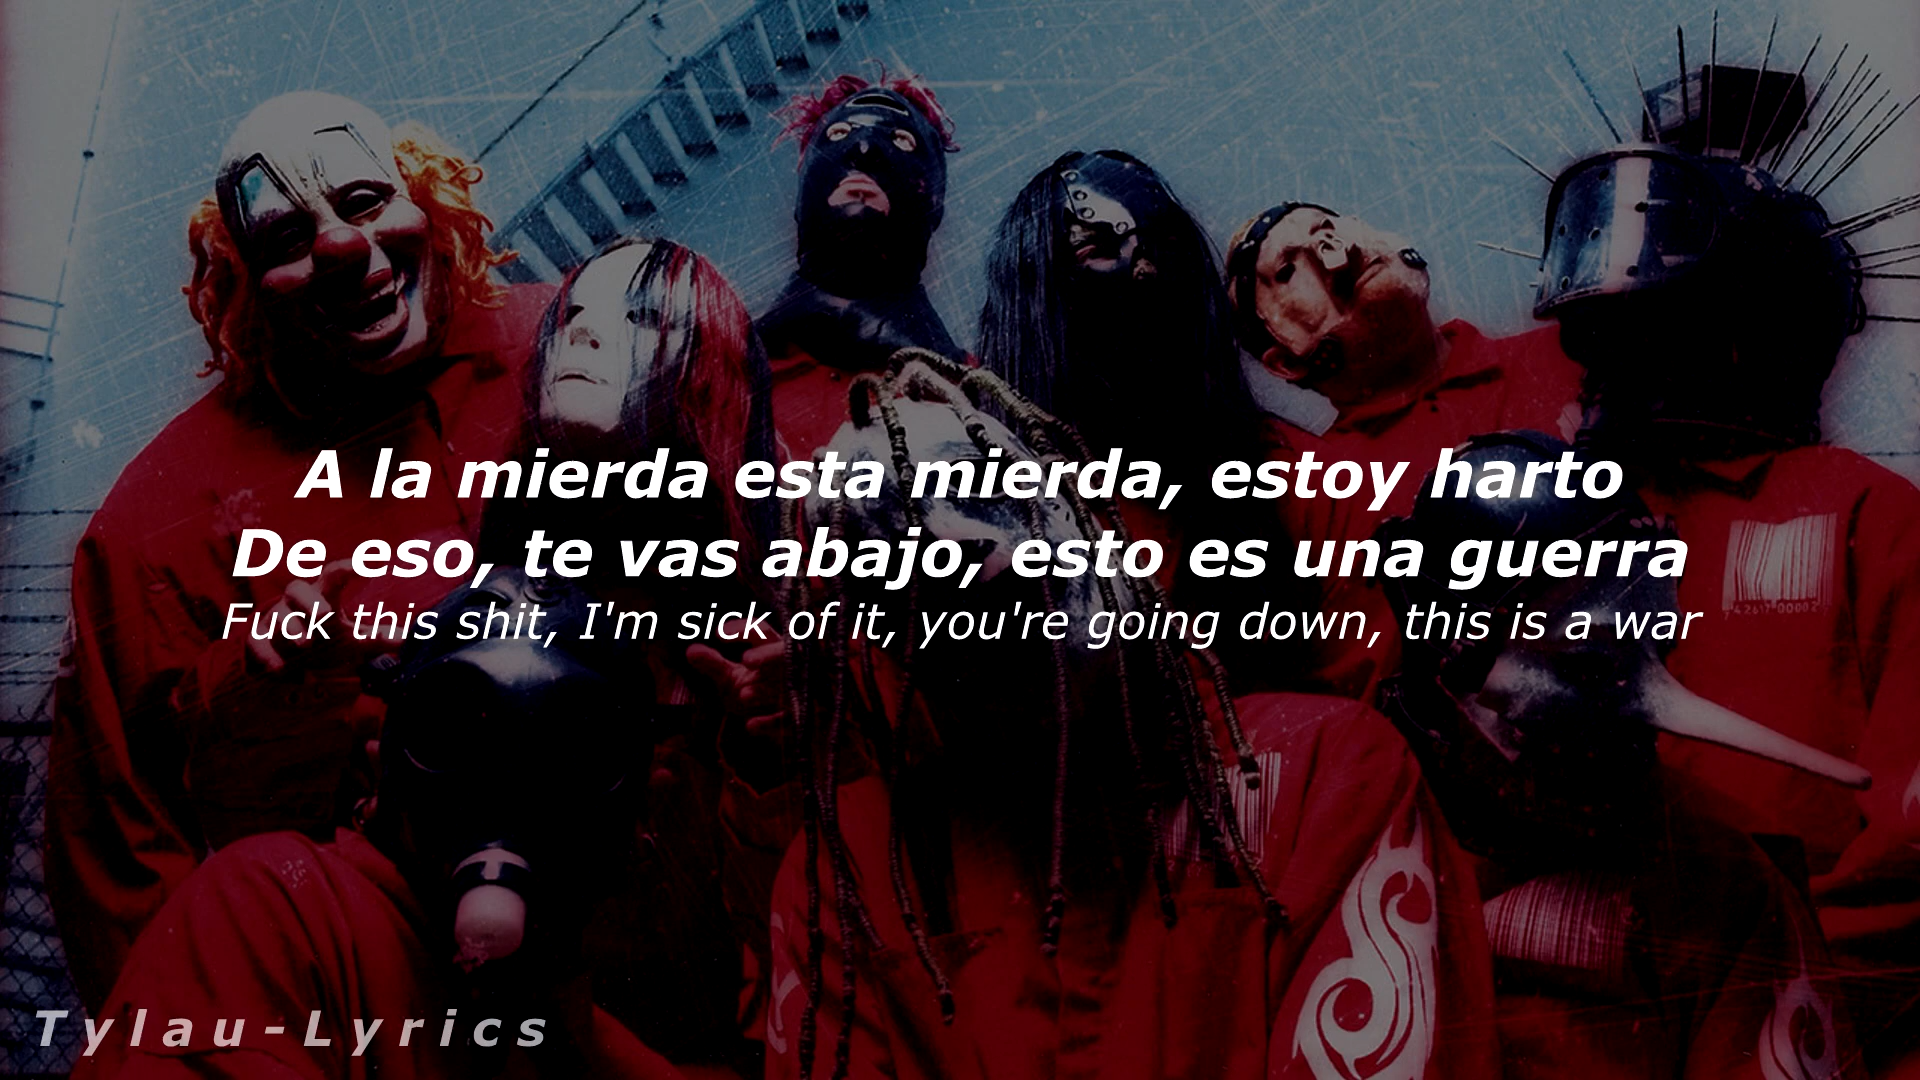 A la mierda esta mierda, estoy harto
De eso, te vas abajo, esto es una guerra
Fuck this shit, I'm sick of it, you're going down, this is a war
Tylau-Lyrics